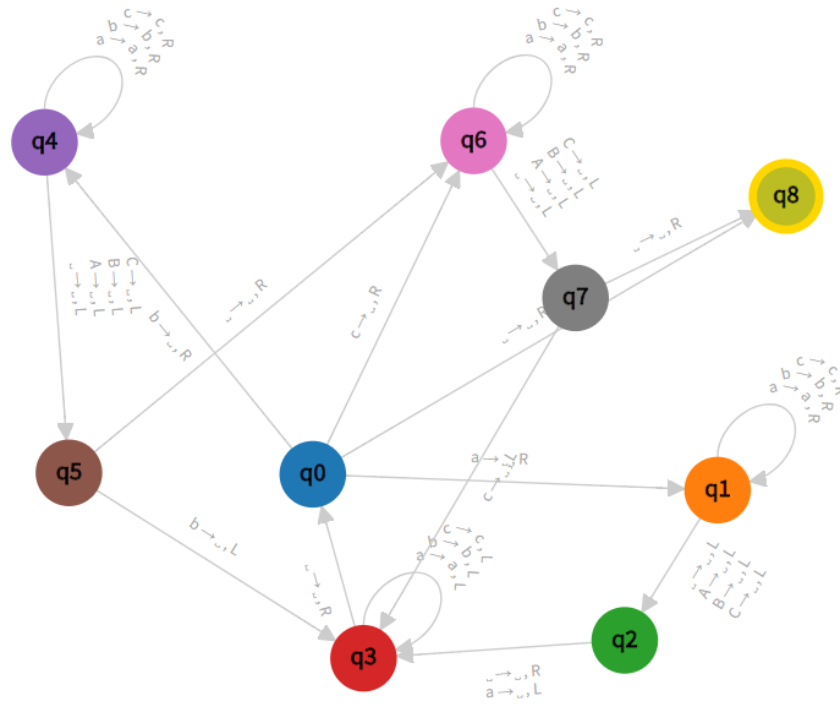 c→c,R
b→b,R
a→a,R
c→c,R
b→b,R
a→a,R
q4
q6
q8
C→␣,L
B→␣,L
A→␣,L
␣→␣,L
␣→␣,R
q7
␣→␣,L
A→␣,L
B→␣,L
C→␣,L
␣→␣,R
c→␣,R
␣→␣,R
b→␣,R
c→c,R
b→b,R
a→a,R
q5
q0
a→␣,R
c→␣,L
q1
b→␣,L
c→c,L
b→b,L
a→a,L
␣→␣,L
A→␣,L
B→␣,L
C→␣,L
␣→␣,R
q3
q2
␣→␣,R
a→␣,L